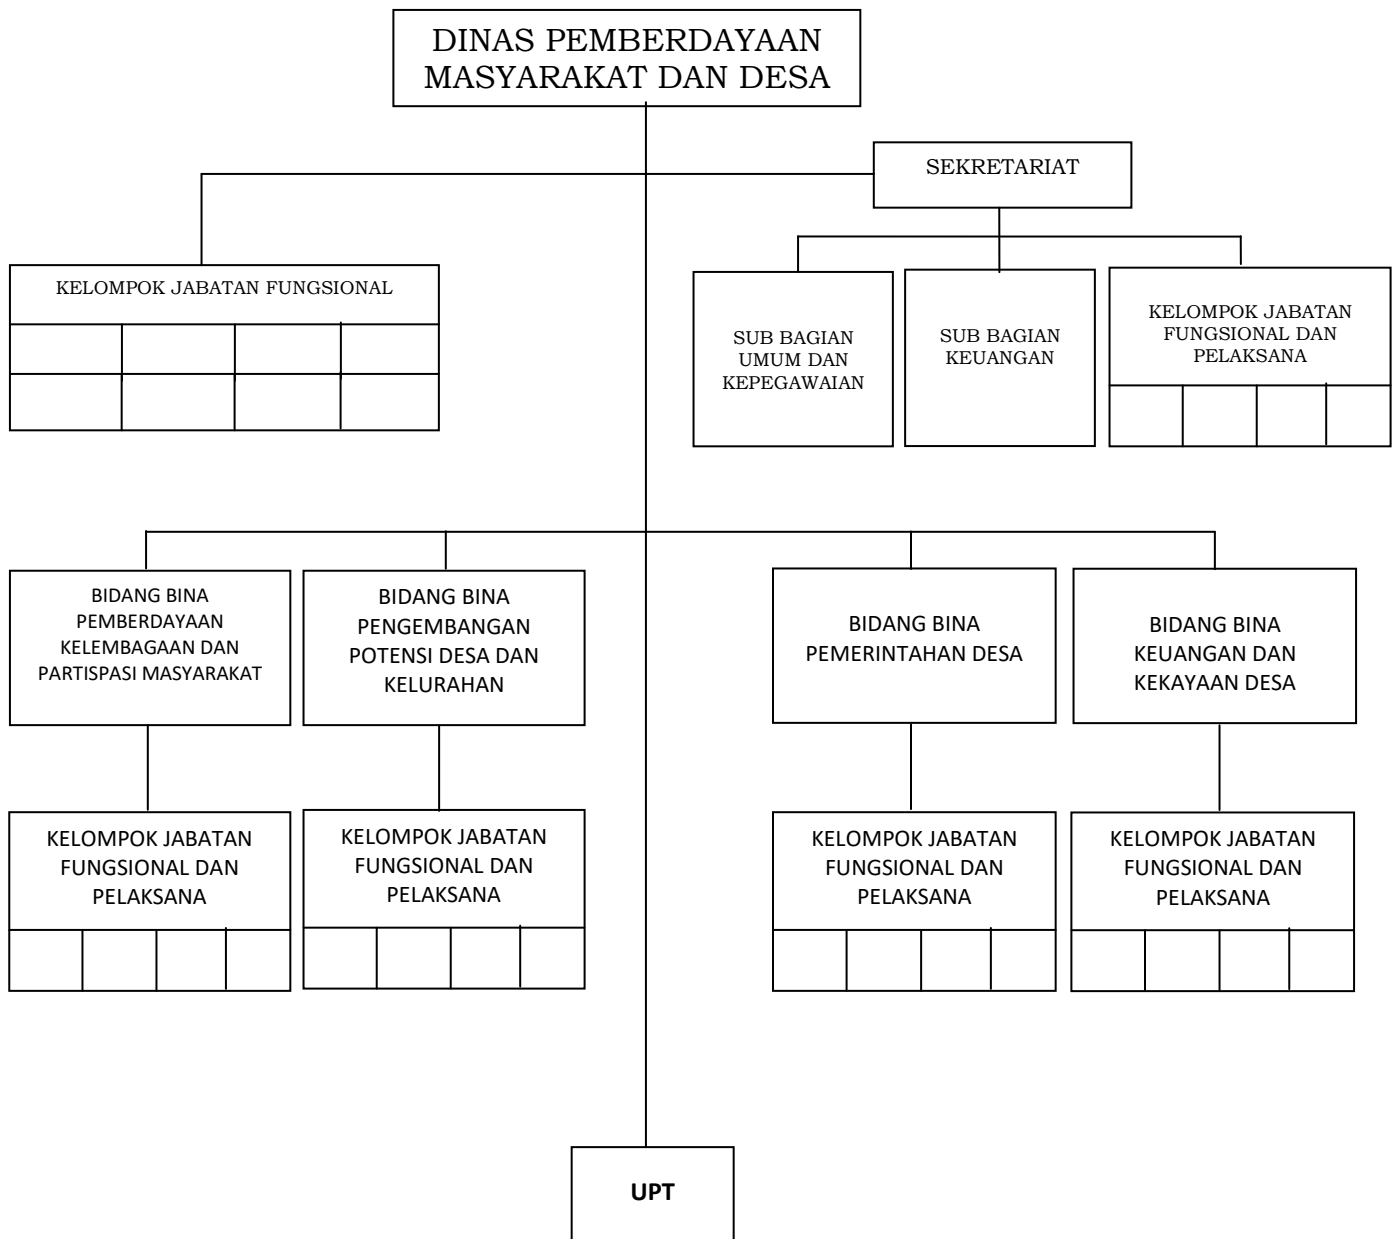 DINAS PEMBERDAYAAN
MASYARAKAT DAN DESA
SEKRETARIAT
KELOMPOK JABATAN FUNGSIONAL
SUB BAGIAN
UMUM DAN
KEPEGAWAIAN
SUB BAGIAN
KEUANGAN
KELOMPOK JABATAN
FUNGSIONAL DAN
PELAKSANA
BIDANG BINA
PEMBERDAYAAN
KELEMBAGAAN DAN
PARTISPASI MASYARAKAT
BIDANG BINA
PENGEMBANGAN
POTENSI DESA DAN
KELURAHAN
BIDANG BINA
PEMERINTAHAN DESA
BIDANG BINA
KEUANGAN DAN
KEKAYAAN DESA
KELOMPOK JABATAN
FUNGSIONAL DAN
PELAKSANA
KELOMPOK JABATAN
FUNGSIONAL DAN
PELAKSANA
KELOMPOK JABATAN
FUNGSIONAL DAN
PELAKSANA
KELOMPOK JABATAN
FUNGSIONAL DAN
PELAKSANA
UPT